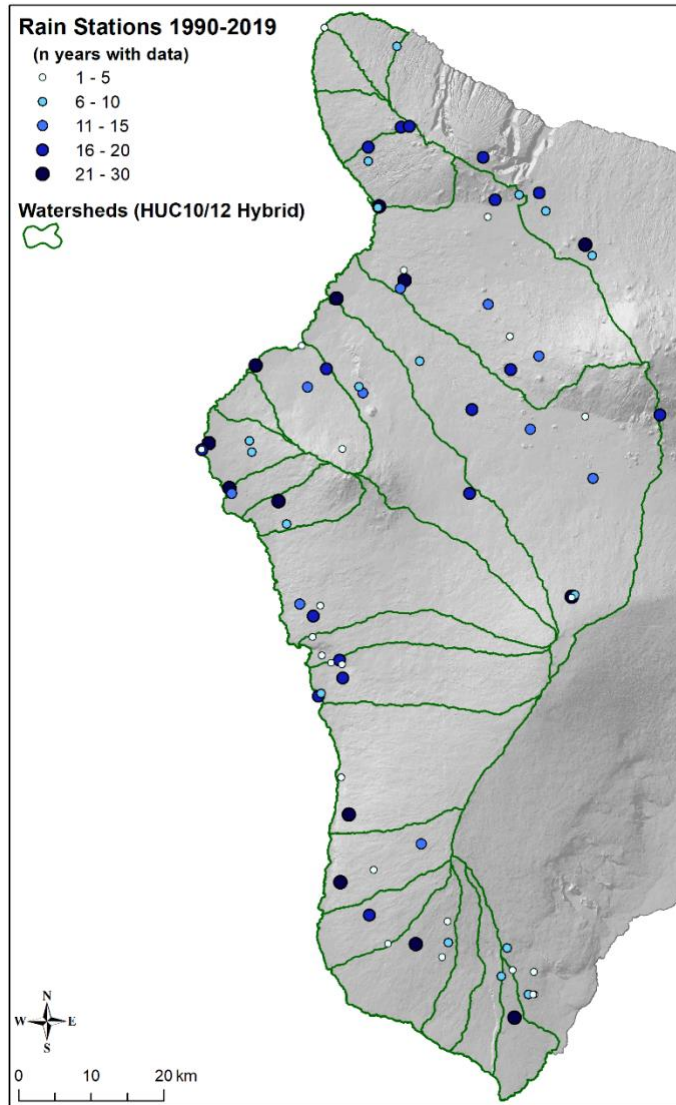 Rain Stations 1990-2019
(n years with data)
1 - 5
6 - 10
11 - 15
16 - 20
21 - 30
Watersheds (HUC10/12 Hybrid)
N
W E
S
0 10 20 km